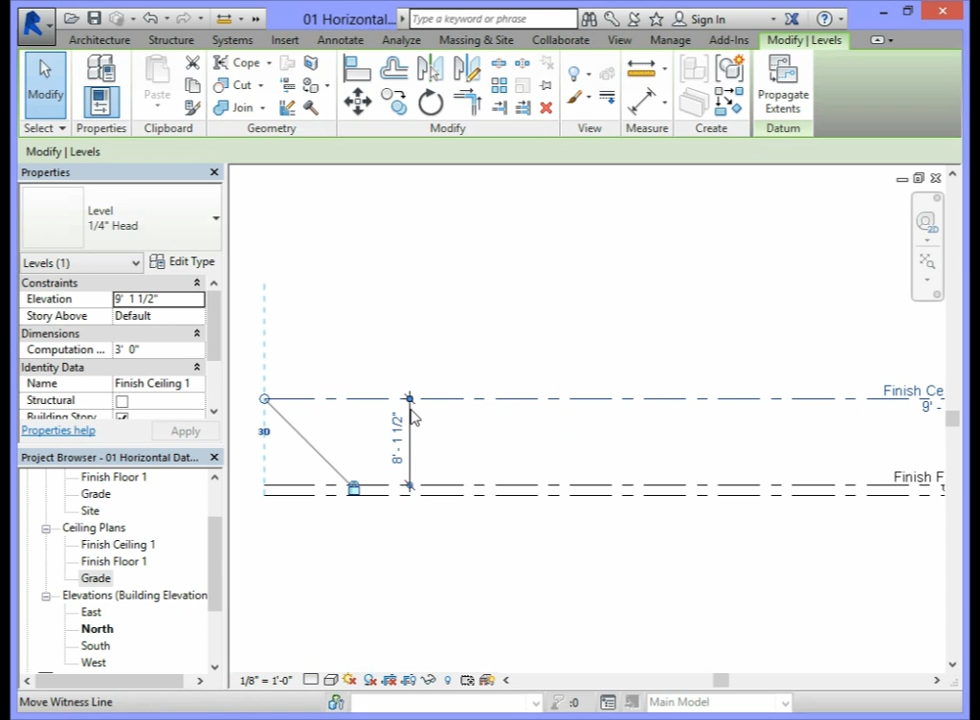 01 Horizontal...
Type a keyword or phrase
Sign In
Architecture Structure Systems Insert Annotate Analyze Massing & Site Collaborate View Manage Add-Ins Modify | Levels
Modify
Paste
Cope
Cut
Join
Propagate
Extents
Select Properties Clipboard Geometry Modify View Measure Create Datum
Modify | Levels
Properties
Level
1/4" Head
Levels (1)
Edit Type
Constraints
Elevation 9' 1 1/2"
Story Above Default
Dimensions
Computation ... 3' 0"
Identity Data
Name Finish Ceiling 1
Structural
Building Story
Properties help
Apply
Project Browser - 01 Horizontal Dat...
Finish Floor 1
Grade
Site
Ceiling Plans
Finish Ceiling 1
Finish Floor 1
Grade
Elevations (Building Elevation
East
North
South
West
2D
Finish Ce
9' -
3D
8' - 1 1/2"
Finish F
1/8" = 1'-0"
Move Witness Line
:0
Main Model